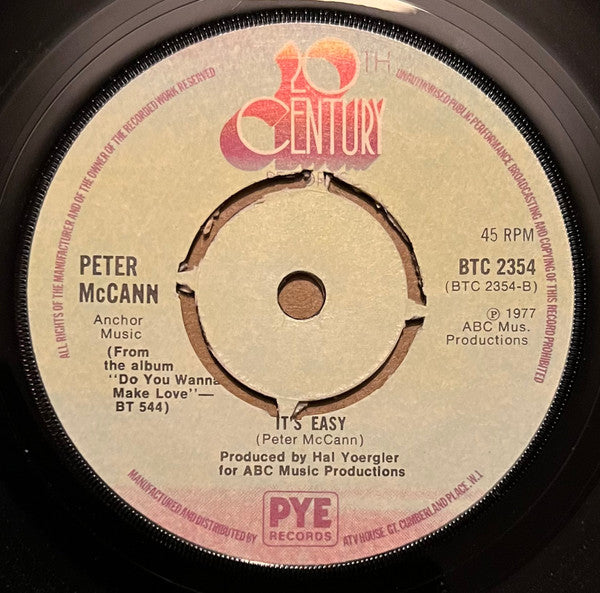 20TH
CENTURY
RECORDS
ALL RIGHTS OF THE MANUFACTURER AND OF THE OWNER OF THE RECORDED WORK RESERVED
UNAUTHORISED PUBLIC PERFORMANCE BROADCASTING AND COPYING OF THIS RECORD PROHIBITED
PETER
McCANN
Anchor
Music
(From
the album
"Do You Wanna
Make Love"—
BT 544)
45 RPM
BTC 2354
(BTC 2354-B)
℗ 1977
ABC Mus.
Productions
IT'S EASY
(Peter McCann)
Produced by Hal Yoergler
for ABC Music Productions
MANUFACTURED AND DISTRIBUTED BY
PYE
RECORDS
ATV HOUSE GT. CUMBERLAND PLACE, W.1.